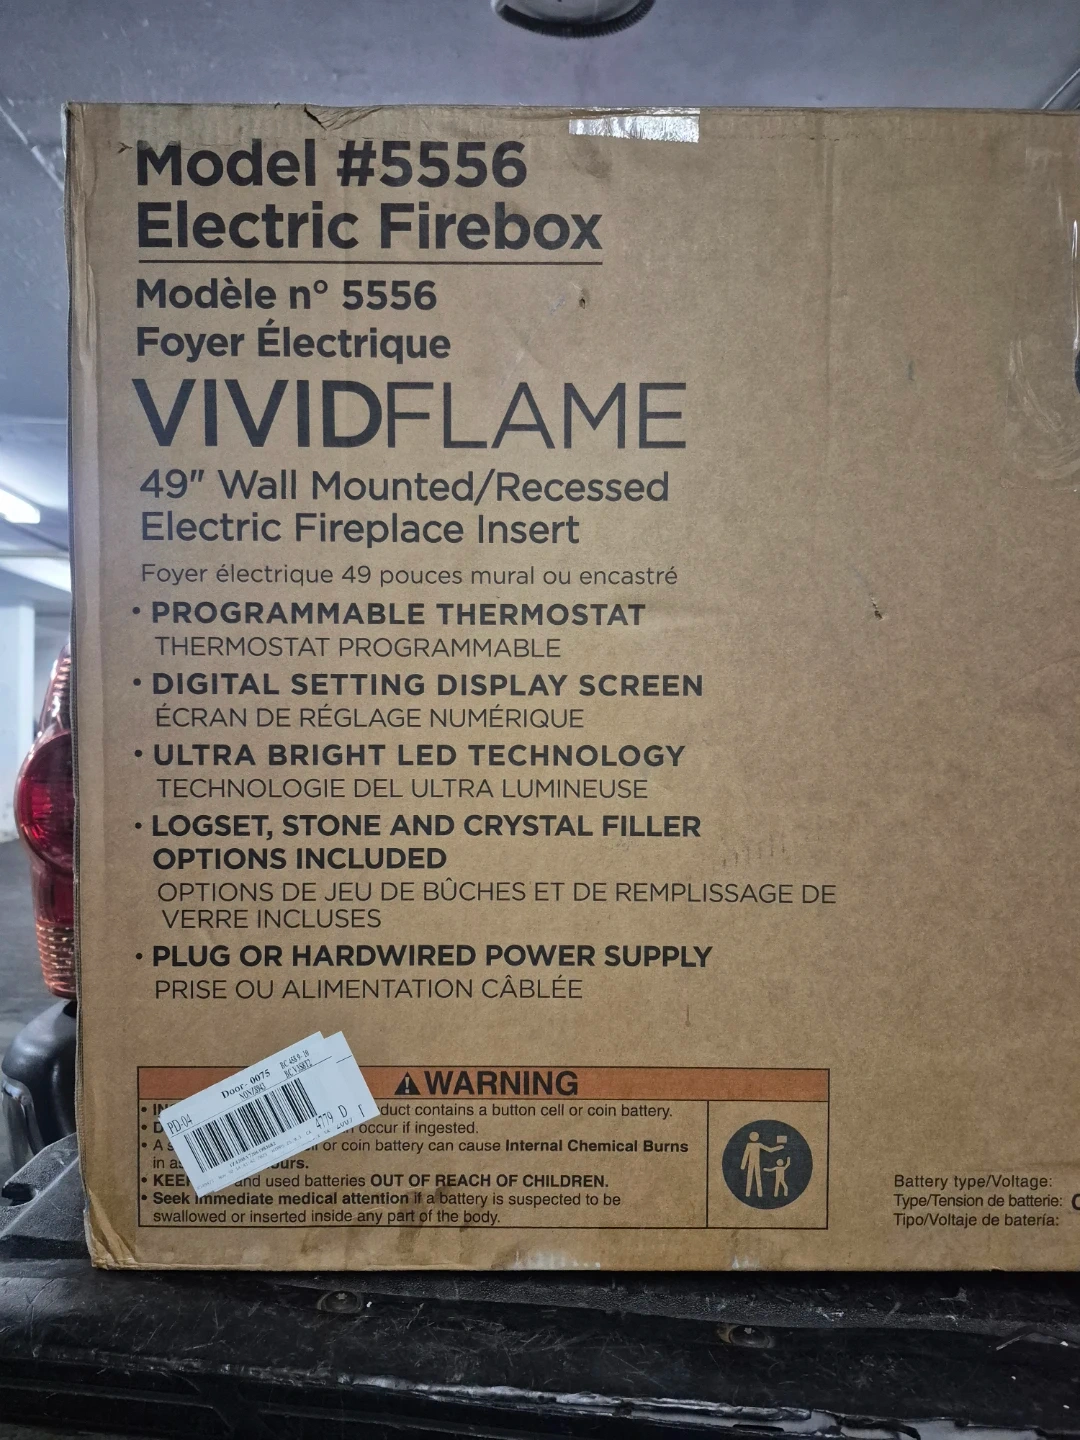 Model #5556
Electric Firebox
Modèle n° 5556
Foyer Électrique
VIVIDFLAME
49" Wall Mounted/Recessed
Electric Fireplace Insert
Foyer électrique 49 pouces mural ou encastré
• PROGRAMMABLE THERMOSTAT
THERMOSTAT PROGRAMMABLE
• DIGITAL SETTING DISPLAY SCREEN
ÉCRAN DE RÉGLAGE NUMÉRIQUE
• ULTRA BRIGHT LED TECHNOLOGY
TECHNOLOGIE DEL ULTRA LUMINEUSE
• LOGSET, STONE AND CRYSTAL FILLER
OPTIONS INCLUDED
OPTIONS DE JEU DE BÛCHES ET DE REMPLISSAGE DE
VERRE INCLUSES
• PLUG OR HARDWIRED POWER SUPPLY
PRISE OU ALIMENTATION CÂBLÉE
Door: 0075
PD-04
4779 D
WARNING
duct contains a button cell or coin battery.
occur if ingested.
• A or coin battery can cause Internal Chemical Burns
in
• and used batteries OUT OF REACH OF CHILDREN.
• Seek immediate medical attention if a battery is suspected to be
swallowed or inserted inside any part of the body.
Battery type/Voltage:
Type/Tension de batterie:
Tipo/Voltaje de batería: